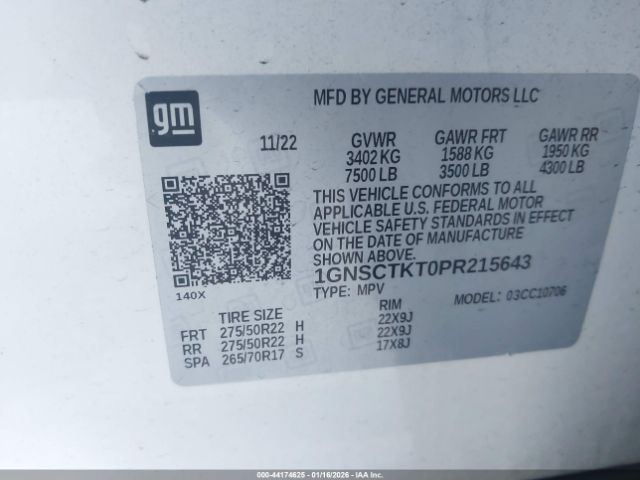 gm
MFD BY GENERAL MOTORS LLC
11/22 GVWR GAWR FRT GAWR RR
3402 KG 1588 KG 1950 KG
7500 LB 3500 LB 4300 LB
THIS VEHICLE CONFORMS TO ALL
APPLICABLE U.S. FEDERAL MOTOR
VEHICLE SAFETY STANDARDS IN EFFECT
ON THE DATE OF MANUFACTURE
SHOWN ABOVE.
1GNSCTKT0PR215643
TYPE: MPV MODEL: 03CC10706
140X
TIRE SIZE RIM
FRT 275/50R22 H 22X9J
RR 275/50R22 H 22X9J
SPA 265/70R17 S 17X8J
000-44174625 - 01/16/2026 - IAAC Inc.